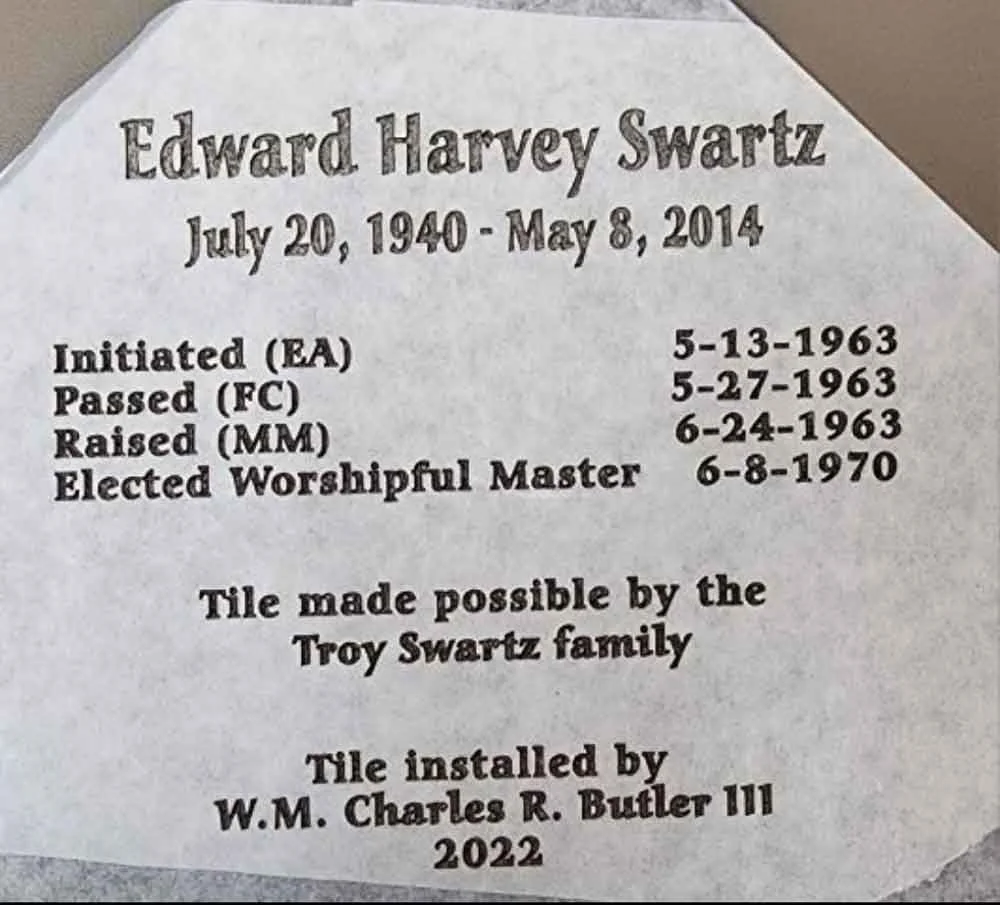 Edward Harvey Swartz
July 20, 1940 - May 8, 2014
Initiated (EA) 5-13-1963
Passed (FC) 5-27-1963
Raised (MM) 6-24-1963
Elected Worshipful Master 6-8-1970
Tile made possible by the
Troy Swartz family
Tile installed by
W.M. Charles R. Butler III
2022